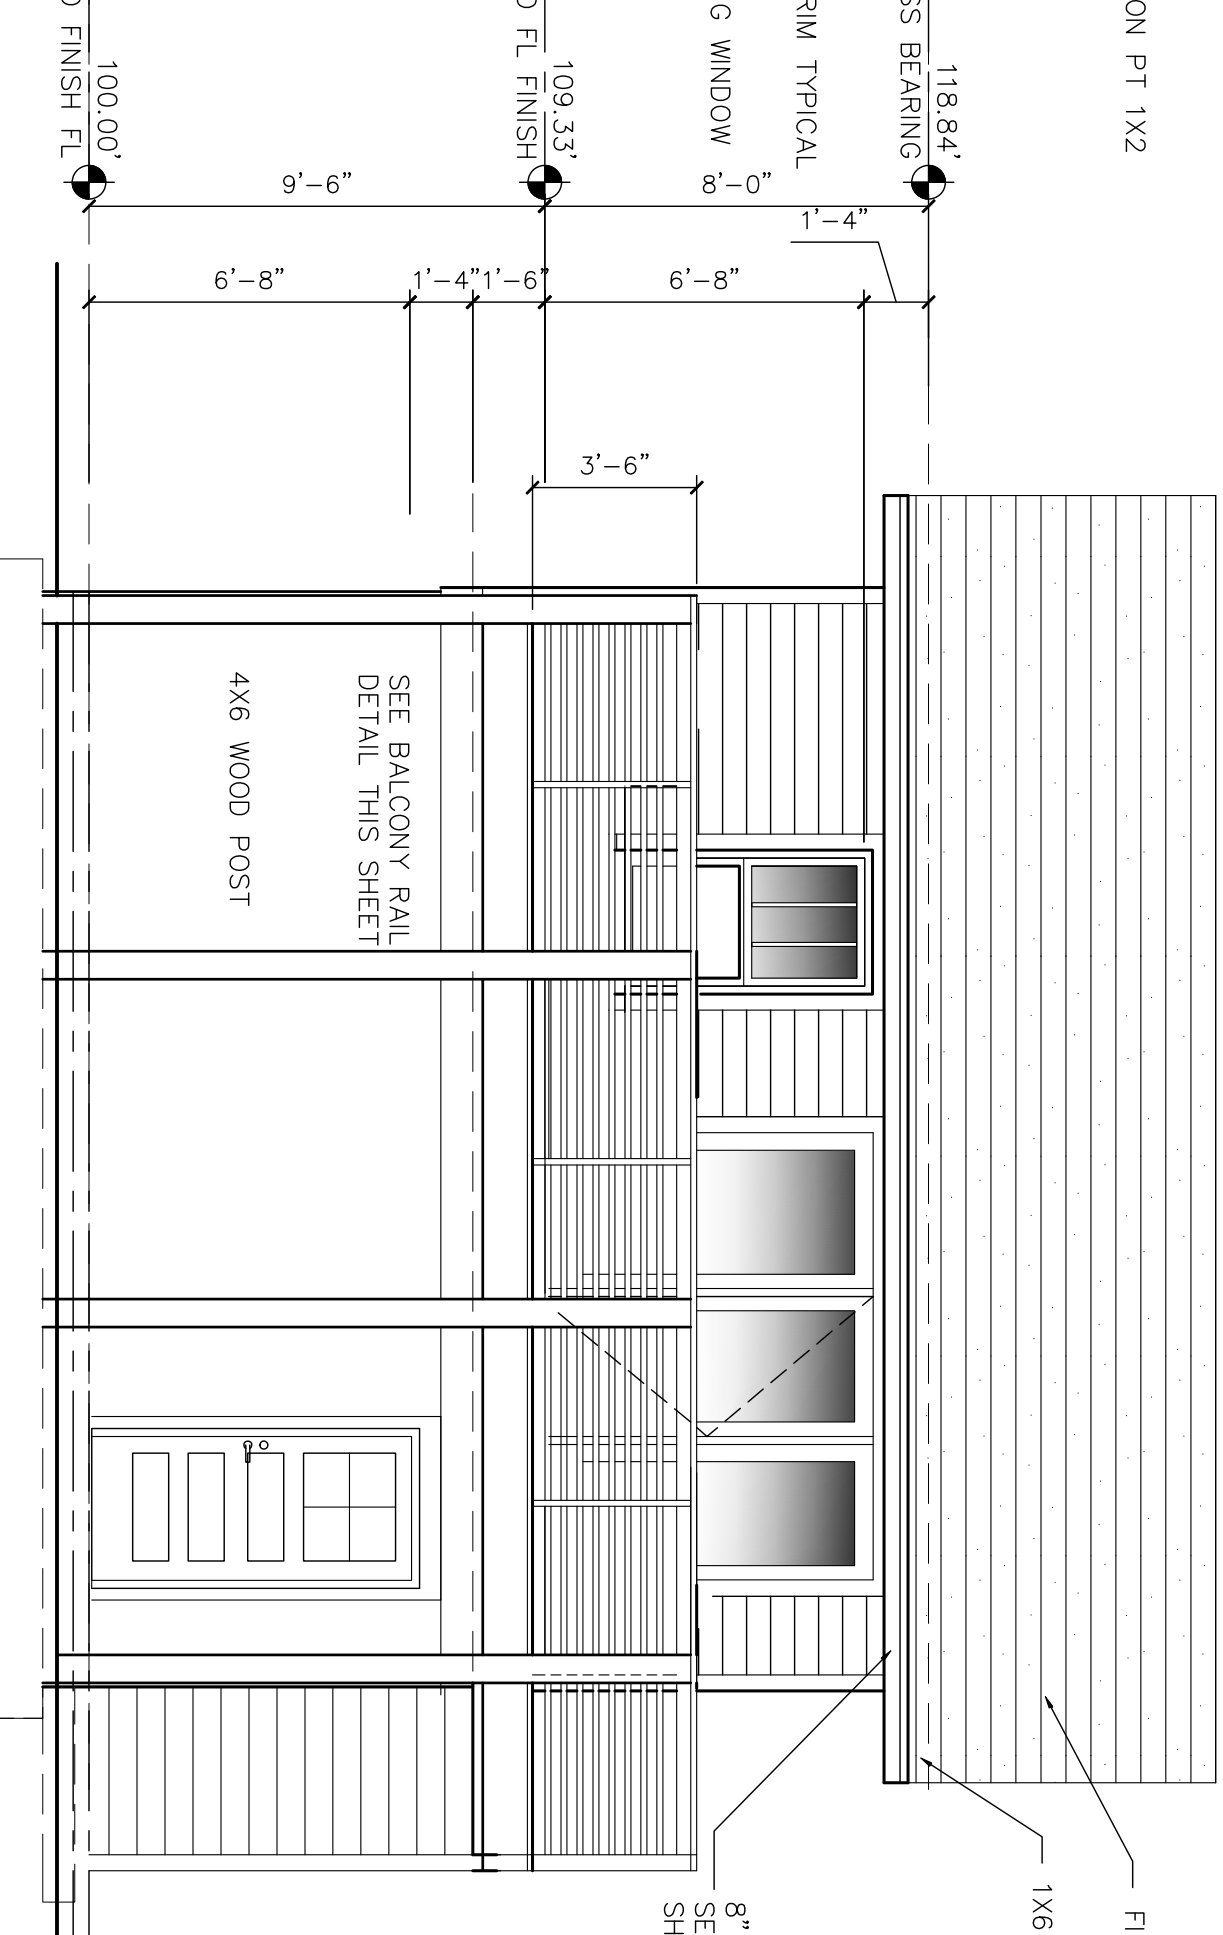 ON PT 1X2
118.84'
SS BEARING
RIM TYPICAL
G WINDOW
109.33'
FL FINISH
100.00'
FINISH FL
9'-6"
8'-0"
1'-4"
6'-8"
1'-4"
1'-6"
6'-8"
3'-6"
SEE BALCONY RAIL
DETAIL THIS SHEET
4X6 WOOD POST
FI
1X6
8"
SE
SH